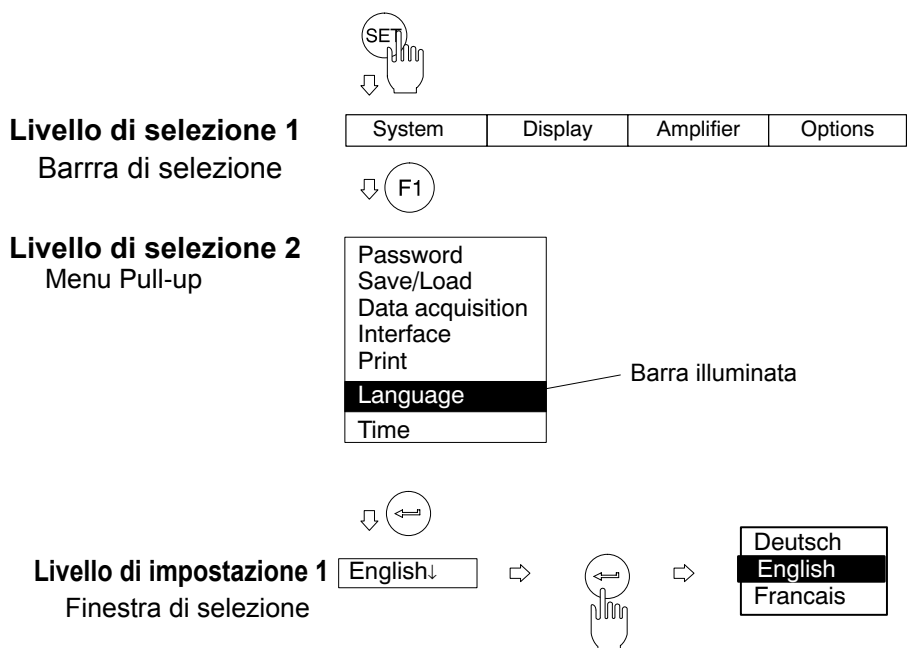 SET
Livello di selezione 1
Barrra di selezione
System Display Amplifier Options
F1
Livello di selezione 2
Menu Pull-up
Password
Save/Load
Data acquisition
Interface
Print
Language
Time
Barra illuminata
Livello di impostazione 1
Finestra di selezione
English↓
Deutsch
English
Francais